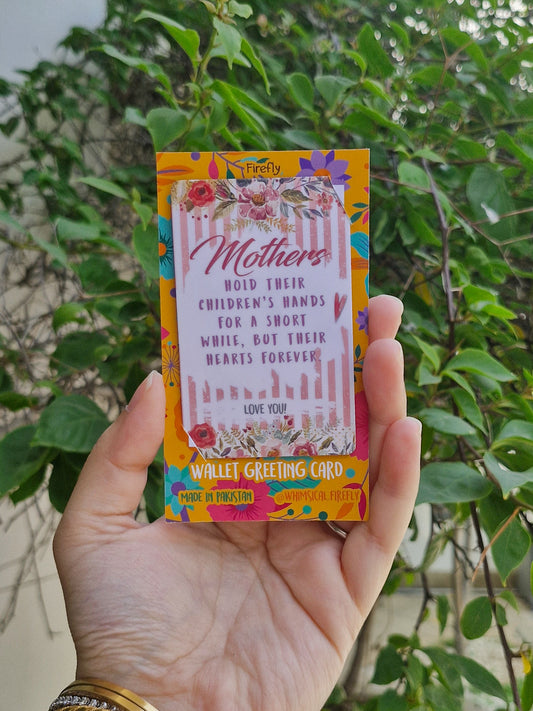 Firefly
Mothers
HOLD THEIR
CHILDREN'S HANDS
FOR A SHORT
WHILE, BUT THEIR
HEARTS FOREVER
LOVE YOU!
WALLET GREETING CARD
MADE IN PAKISTAN @WHIMSICAL.FIREFLY